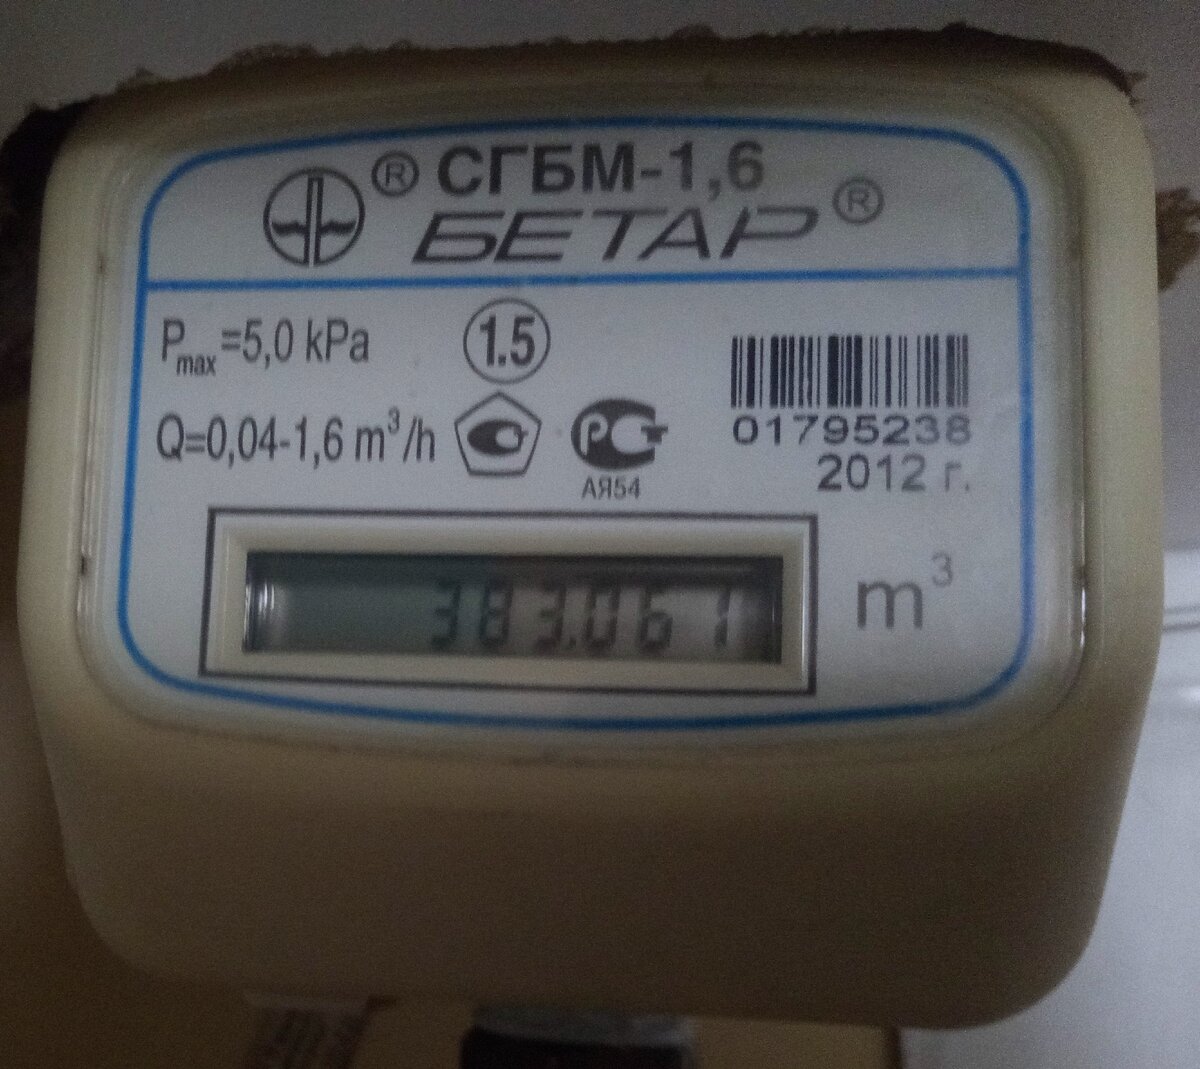 ® СГБМ-1,6
БЕТАР ®
Pmax=5,0 kPa
1.5
Q=0,04-1,6 m³/h
РС
АЯ54
01795238
2012 г.
383.061
m³